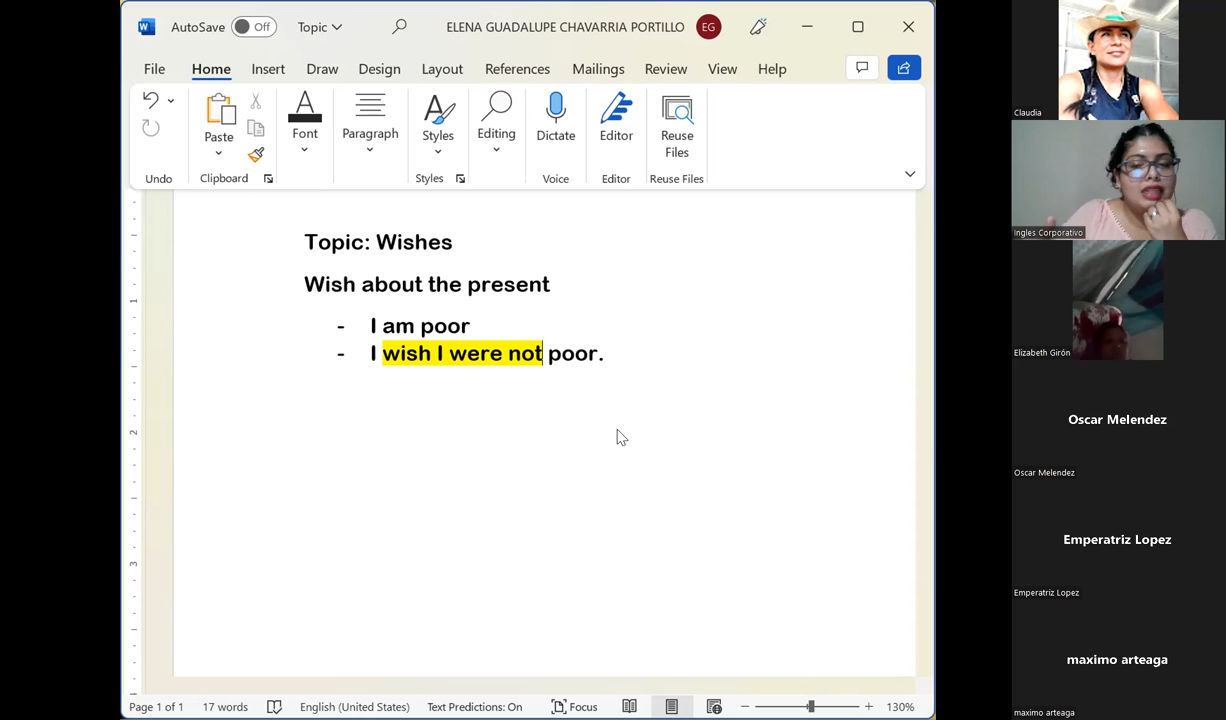 AutoSave Off Topic ELENA GUADALUPE CHAVARRIA PORTILLO EG
File Home Insert Draw Design Layout References Mailings Review View Help
Paste Font Paragraph Styles Editing Dictate Editor Reuse Files
Undo Clipboard Styles Voice Editor Reuse Files
Topic: Wishes
Wish about the present
- I am poor
- I wish I were not poor.
1
2
3
Page 1 of 1 17 words English (United States) Text Predictions: On Focus 130%
Claudia
Ingles Corporativo
Elizabeth Girón
Oscar Melendez
Oscar Melendez
Emperatriz Lopez
Emperatriz Lopez
maximo arteaga
maximo arteaga